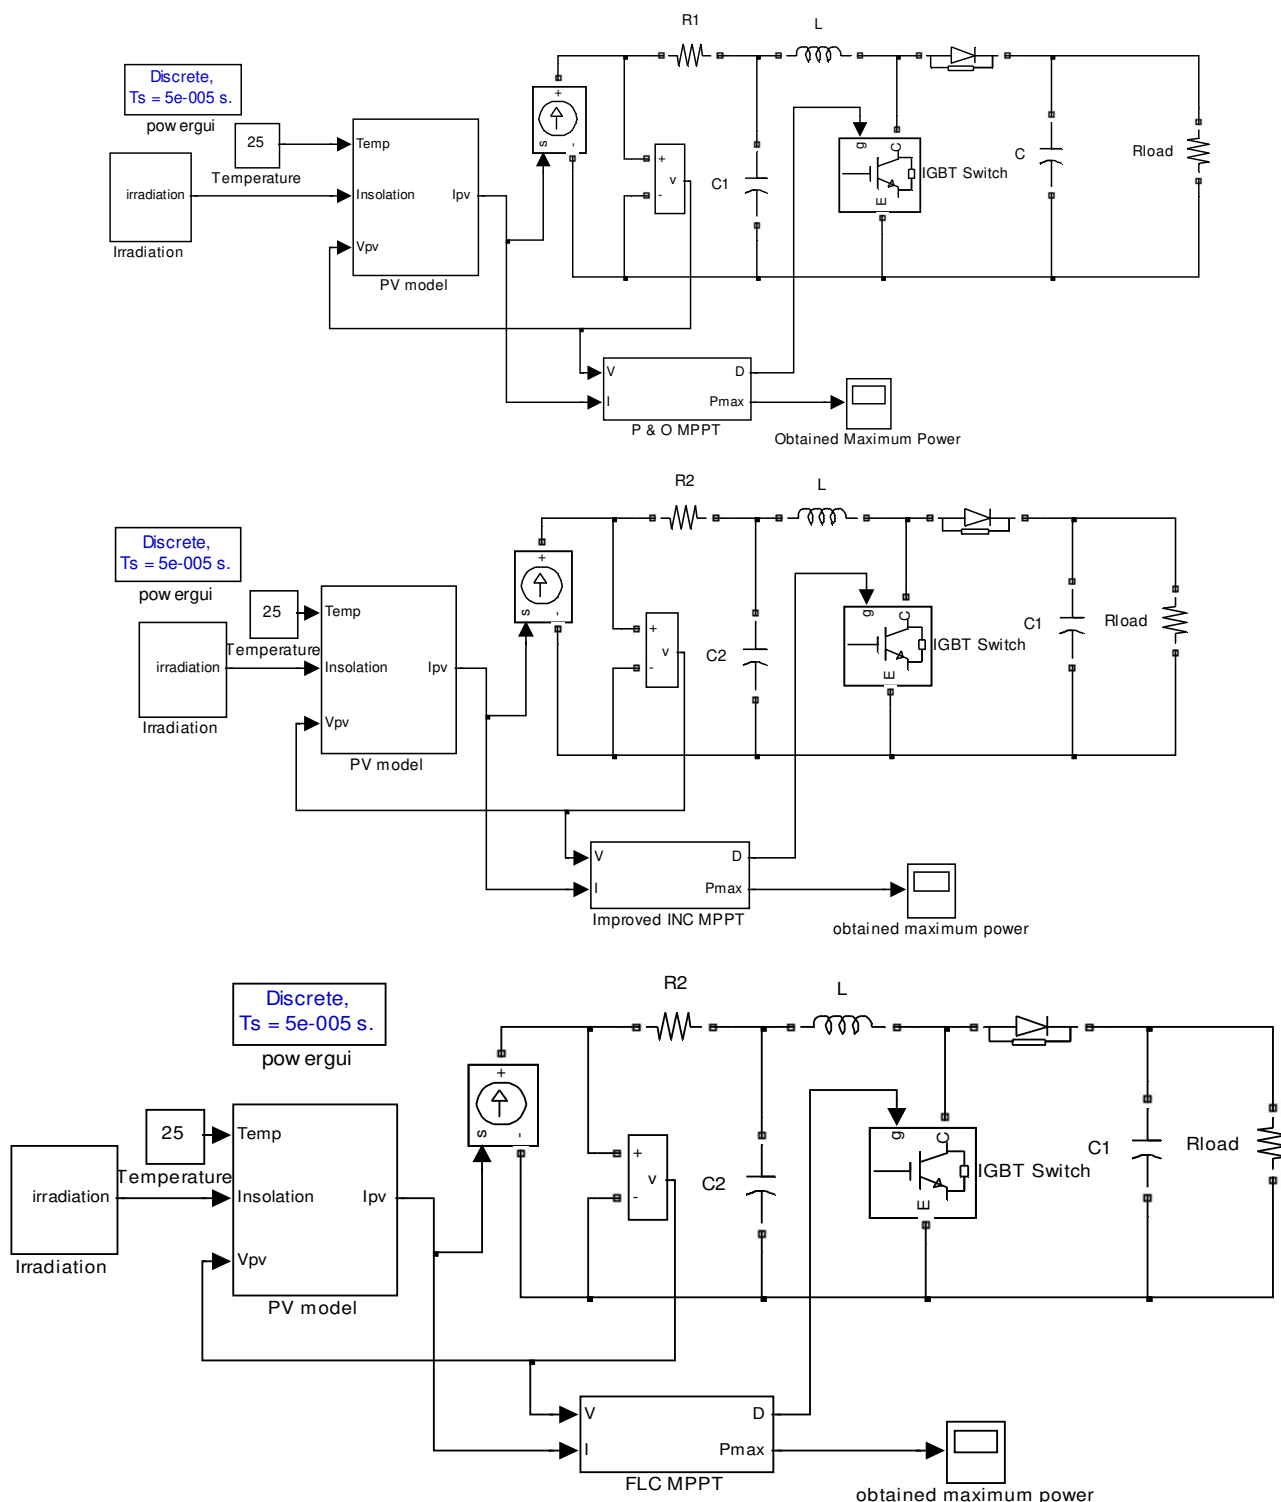 R1
L
Discrete,
Ts = 5e-005 s.
pow ergui
25
Temperature
irradiation
Irradiation
Temp
Insolation
Vpv
Ipv
PV model
+
s
-
+
v
-
C1
g
C
E
IGBT Switch
C
Rload
V
I
D
Pmax
P & O MPPT
Obtained Maximum Power
R2
L
Discrete,
Ts = 5e-005 s.
pow ergui
25
Temperature
irradiation
Irradiation
Temp
Insolation
Vpv
Ipv
PV model
+
s
-
+
v
-
C2
g
C
E
IGBT Switch
C1
Rload
V
I
D
Pmax
Improved INC MPPT
obtained maximum power
R2
L
Discrete,
Ts = 5e-005 s.
pow ergui
25
Temperature
irradiation
Irradiation
Temp
Insolation
Vpv
Ipv
PV model
+
s
-
+
v
-
C2
g
C
E
IGBT Switch
C1
Rload
V
I
D
Pmax
FLC MPPT
obtained maximum power